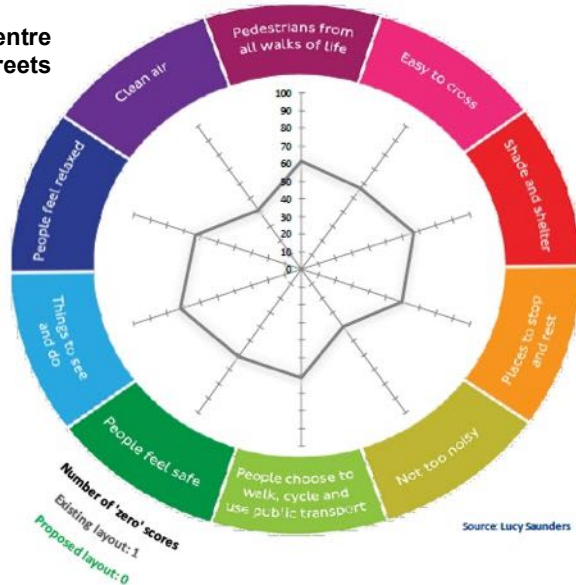 entre
reets
Pedestrians from
all walks of life
Easy to cross
Shade and shelter
Places to stop
and rest
Not too noisy
People choose to
walk, cycle and
use public transport
People feel safe
Things to see
and do
People feel relaxed
Clean air
100
90
80
70
60
50
40
30
20
10
0
Number of 'zero' scores
Existing layout: 1
Proposed layout: 0
Source: Lucy Saunders